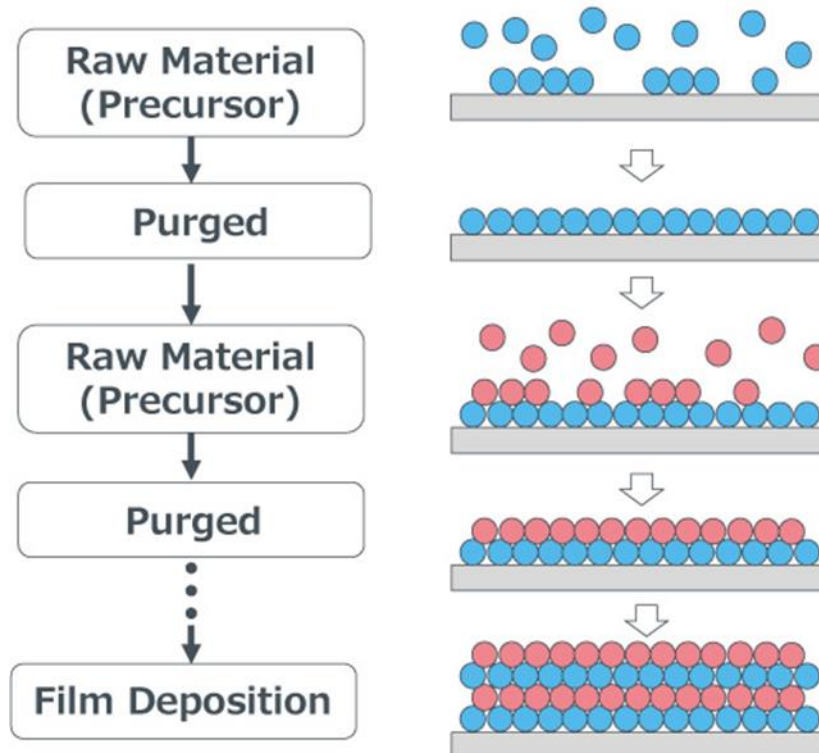 Raw Material
(Precursor)
Purged
Raw Material
(Precursor)
Purged
Film Deposition